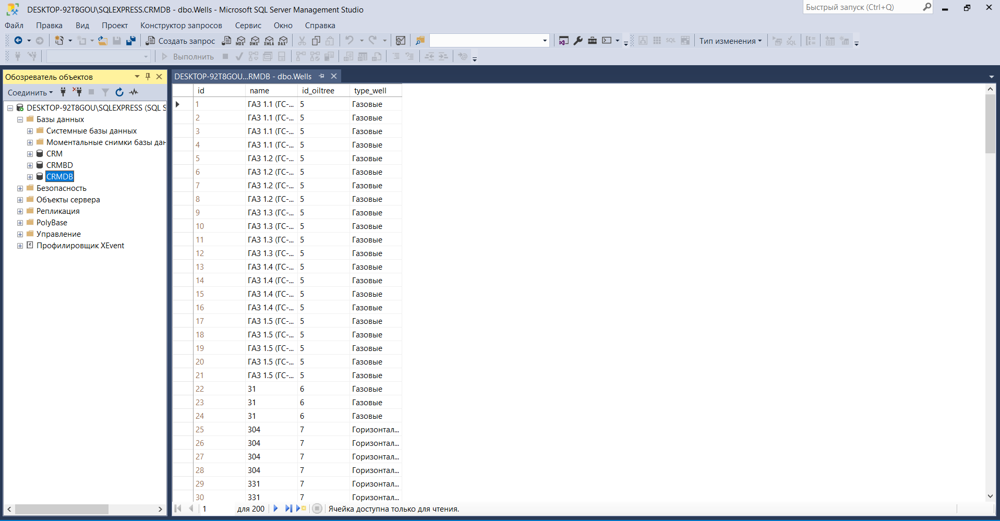 DESKTOP-92T8GOU\SQLEXPRESS.CRMDB - dbo.Wells - Microsoft SQL Server Management Studio
Быстрый запуск (Ctrl+Q)
Файл Правка Вид Проект Конструктор запросов Сервис Окно Справка
Создать запрос MDX DMX XMLA DAX SQL Тип изменения SQL
Выполнить
Обозреватель объектов
Соединить
DESKTOP-92T8GOU\SQLEXPRESS (SQL S
Базы данных
Системные базы данных
Моментальные снимки базы дан
CRM
CRMBD
CRMDB
Безопасность
Объекты сервера
Репликация
PolyBase
Управление
Профилировщик XEvent
DESKTOP-92T8GOU...RMDB - dbo.Wells
id name id_oiltree type_well
1 ГАЗ 1.1 (ГС-... 5 Газовые
2 ГАЗ 1.1 (ГС-... 5 Газовые
3 ГАЗ 1.1 (ГС-... 5 Газовые
4 ГАЗ 1.1 (ГС-... 5 Газовые
5 ГАЗ 1.2 (ГС-... 5 Газовые
6 ГАЗ 1.2 (ГС-... 5 Газовые
7 ГАЗ 1.2 (ГС-... 5 Газовые
8 ГАЗ 1.2 (ГС-... 5 Газовые
9 ГАЗ 1.3 (ГС-... 5 Газовые
10 ГАЗ 1.3 (ГС-... 5 Газовые
11 ГАЗ 1.3 (ГС-... 5 Газовые
12 ГАЗ 1.3 (ГС-... 5 Газовые
13 ГАЗ 1.4 (ГС-... 5 Газовые
14 ГАЗ 1.4 (ГС-... 5 Газовые
15 ГАЗ 1.4 (ГС-... 5 Газовые
16 ГАЗ 1.4 (ГС-... 5 Газовые
17 ГАЗ 1.5 (ГС-... 5 Газовые
18 ГАЗ 1.5 (ГС-... 5 Газовые
19 ГАЗ 1.5 (ГС-... 5 Газовые
20 ГАЗ 1.5 (ГС-... 5 Газовые
21 ГАЗ 1.5 (ГС-... 5 Газовые
22 31 6 Газовые
23 31 6 Газовые
24 31 6 Газовые
25 304 7 Горизонтал...
26 304 7 Горизонтал...
27 304 7 Горизонтал...
28 304 7 Горизонтал...
29 331 7 Горизонтал...
30 331 7 Горизонтал...
1 для 200 Ячейка доступна только для чтения.